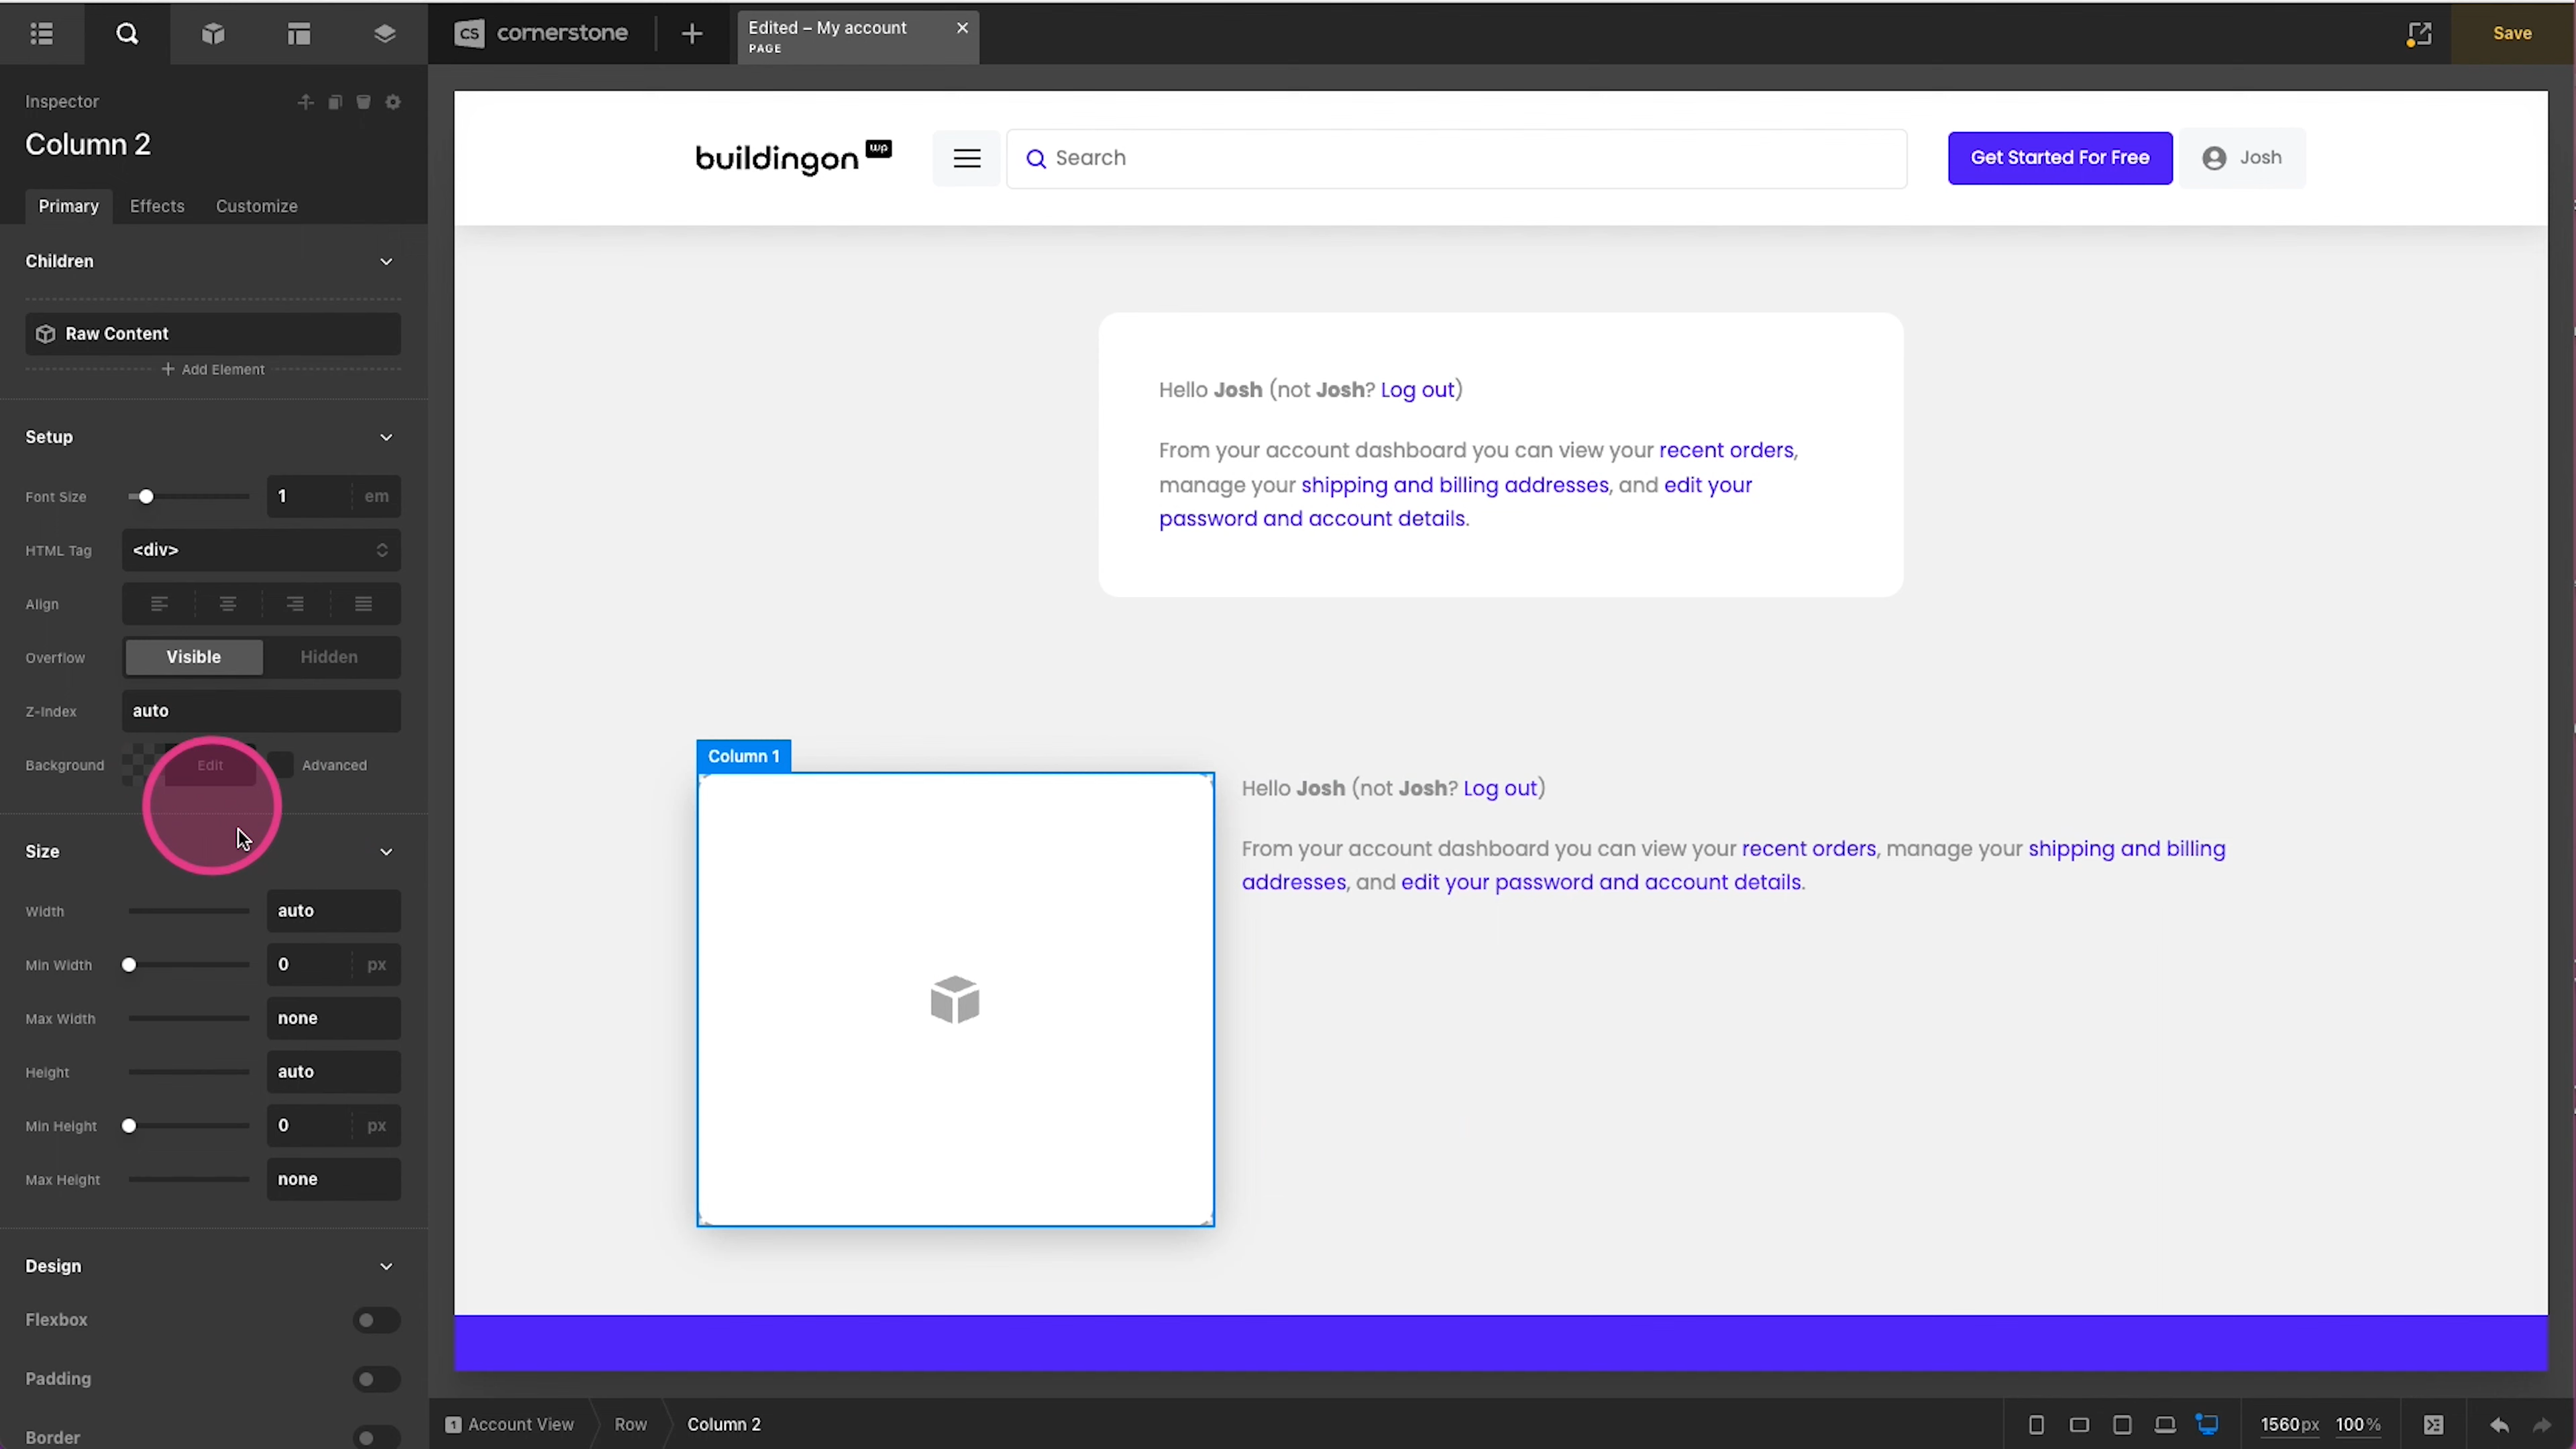 cs cornerstone
Edited – My account
PAGE
Save
Inspector
Column 2
Primary
Effects
Customize
Children
Raw Content
Add Element
Setup
Font Size
1
em
HTML Tag
<div>
Align
Overflow
Visible
Hidden
Z-Index
auto
Background
Edit
Advanced
Size
Width
auto
Min Width
0
px
Max Width
none
Height
auto
Min Height
0
px
Max Height
none
Design
Flexbox
Padding
Border
buildingon wp
Search
Get Started For Free
Josh
Hello Josh (not Josh? Log out)
From your account dashboard you can view your recent orders,
manage your shipping and billing addresses, and edit your
password and account details.
Column 1
Hello Josh (not Josh? Log out)
From your account dashboard you can view your recent orders, manage your shipping and billing
addresses, and edit your password and account details.
1 Account View
Row
Column 2
1560px
100%